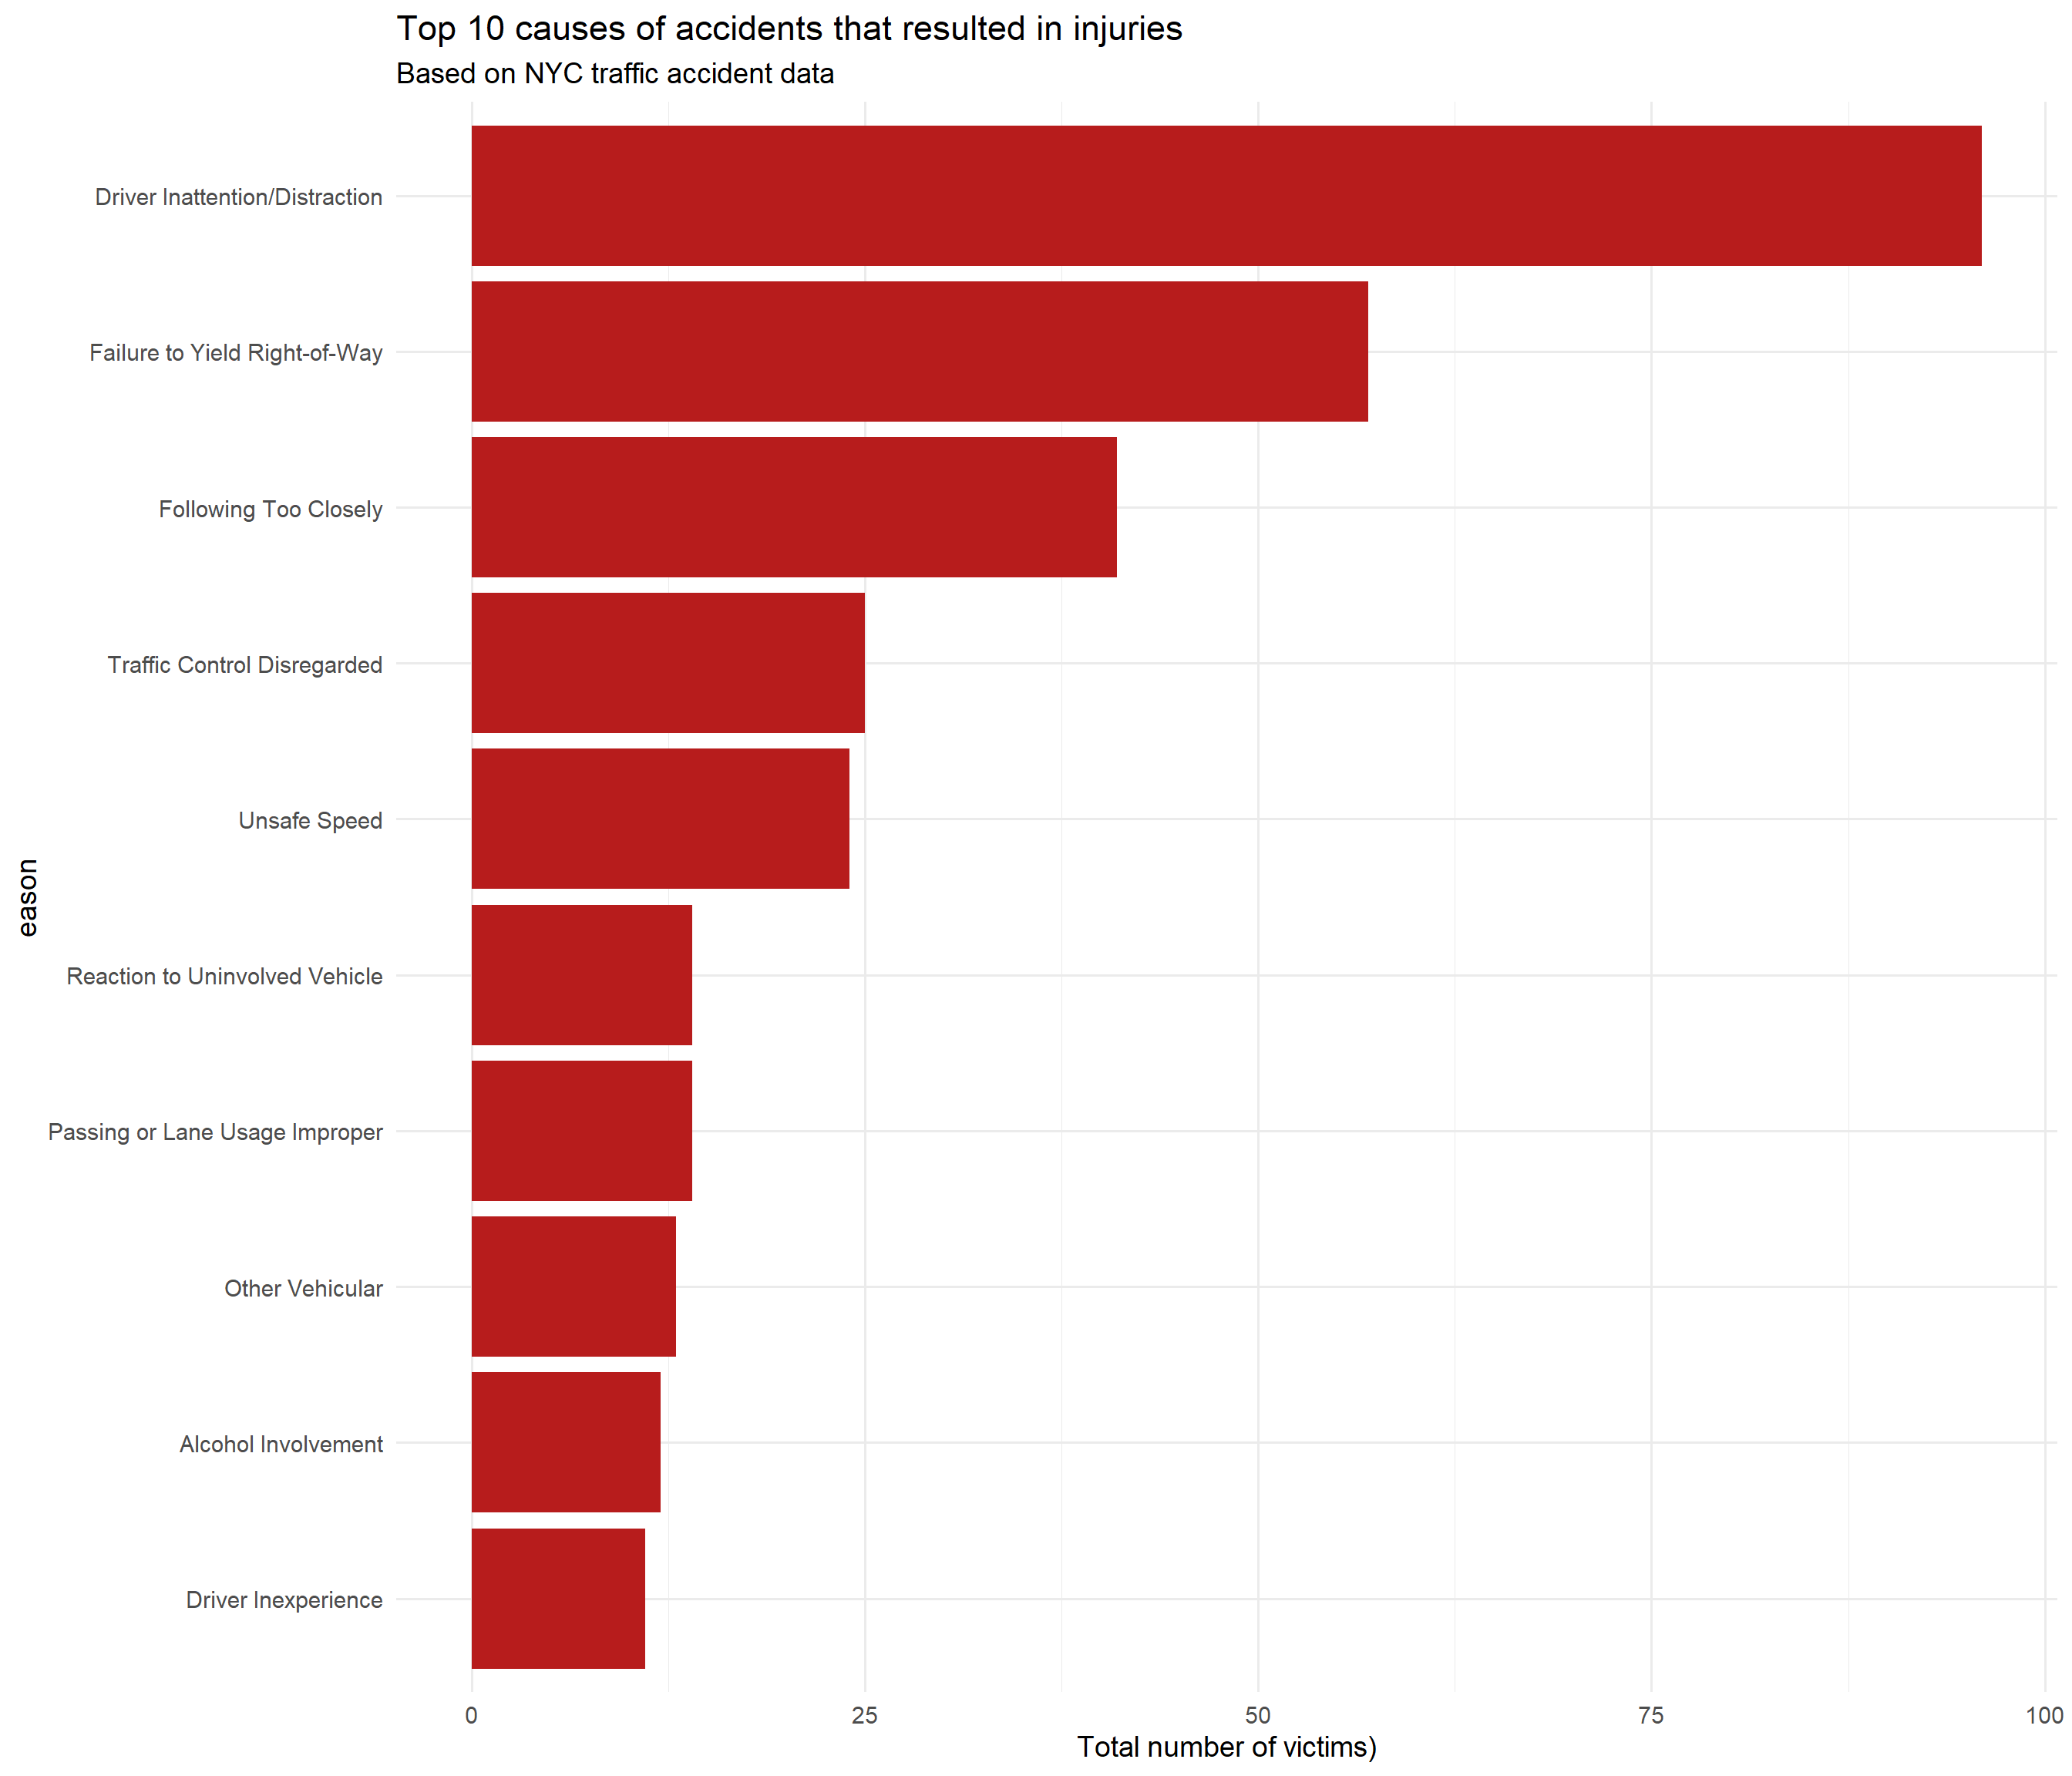 Top 10 causes of accidents that resulted in injuries
Based on NYC traffic accident data
Driver Inattention/Distraction
Failure to Yield Right-of-Way
Following Too Closely
Traffic Control Disregarded
Unsafe Speed
eason
Reaction to Uninvolved Vehicle
Passing or Lane Usage Improper
Other Vehicular
Alcohol Involvement
Driver Inexperience
0 25 50 75 100
Total number of victims)